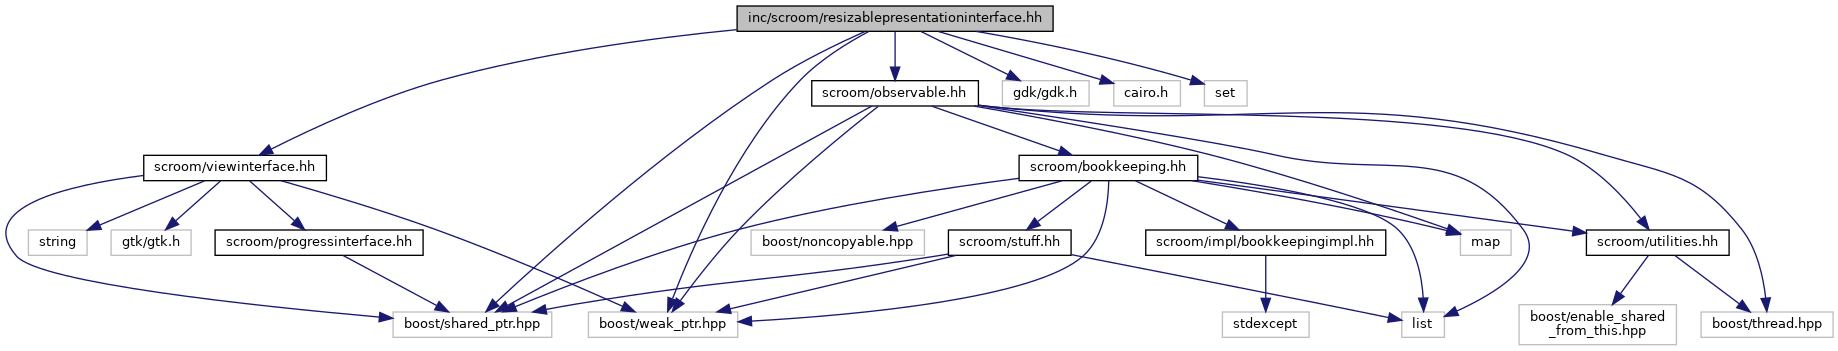 inc/scroom/resizablepresentationinterface.hh
scroom/observable.hh
gdk/gdk.h
cairo.h
set
scroom/viewinterface.hh
scroom/bookkeeping.hh
string
gtk/gtk.h
scroom/progressinterface.hh
boost/noncopyable.hpp
scroom/stuff.hh
scroom/impl/bookkeepingimpl.hh
map
scroom/utilities.hh
boost/shared_ptr.hpp
boost/weak_ptr.hpp
stdexcept
list
boost/enable_shared
_from_this.hpp
boost/thread.hpp